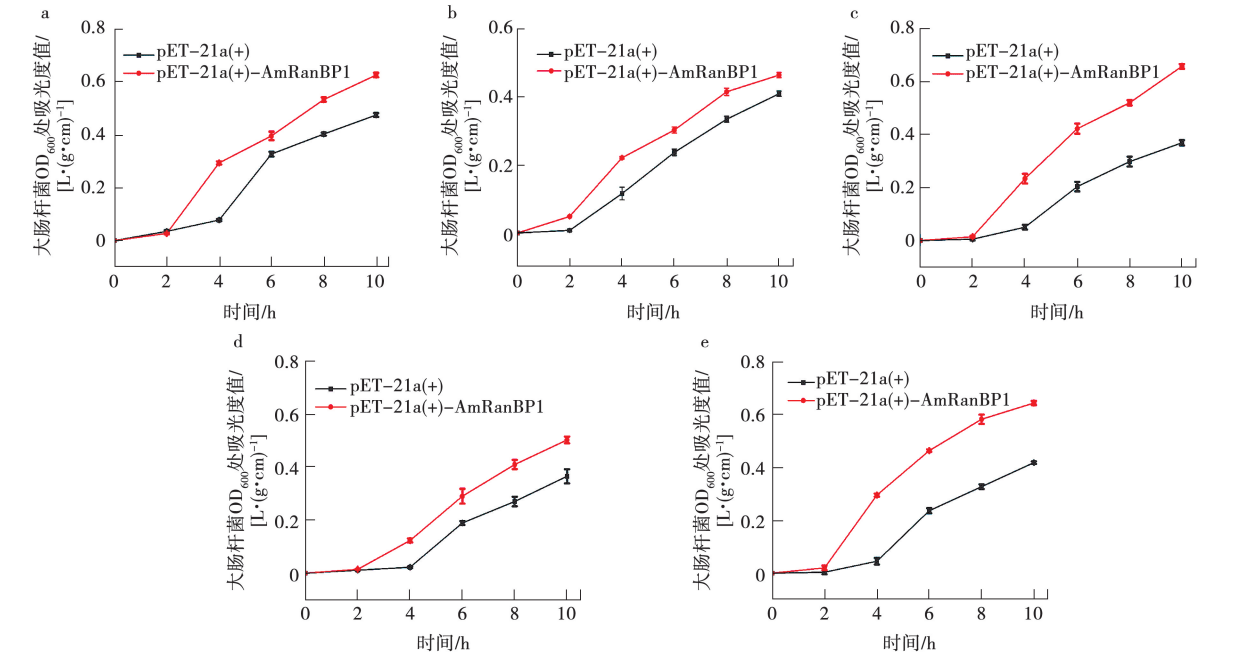 a
大肠杆菌OD600处吸光度值/
[L•(g•cm)−1]
0.8
0.6
0.4
0.2
0
pET−21a(+)
pET−21a(+)−AmRanBP1
0 2 4 6 8 10
时间/h
b
大肠杆菌OD600处吸光度值/
[L•(g•cm)−1]
0.6
0.4
0.2
0
pET−21a(+)
pET−21a(+)−AmRanBP1
0 2 4 6 8 10
时间/h
c
大肠杆菌OD600处吸光度值/
[L•(g•cm)−1]
0.8
0.6
0.4
0.2
0
pET−21a(+)
pET−21a(+)−AmRanBP1
0 2 4 6 8 10
时间/h
d
大肠杆菌OD600处吸光度值/
[L•(g•cm)−1]
0.8
0.6
0.4
0.2
0
pET−21a(+)
pET−21a(+)−AmRanBP1
0 2 4 6 8 10
时间/h
e
大肠杆菌OD600处吸光度值/
[L•(g•cm)−1]
0.8
0.6
0.4
0.2
0
pET−21a(+)
pET−21a(+)−AmRanBP1
0 2 4 6 8 10
时间/h